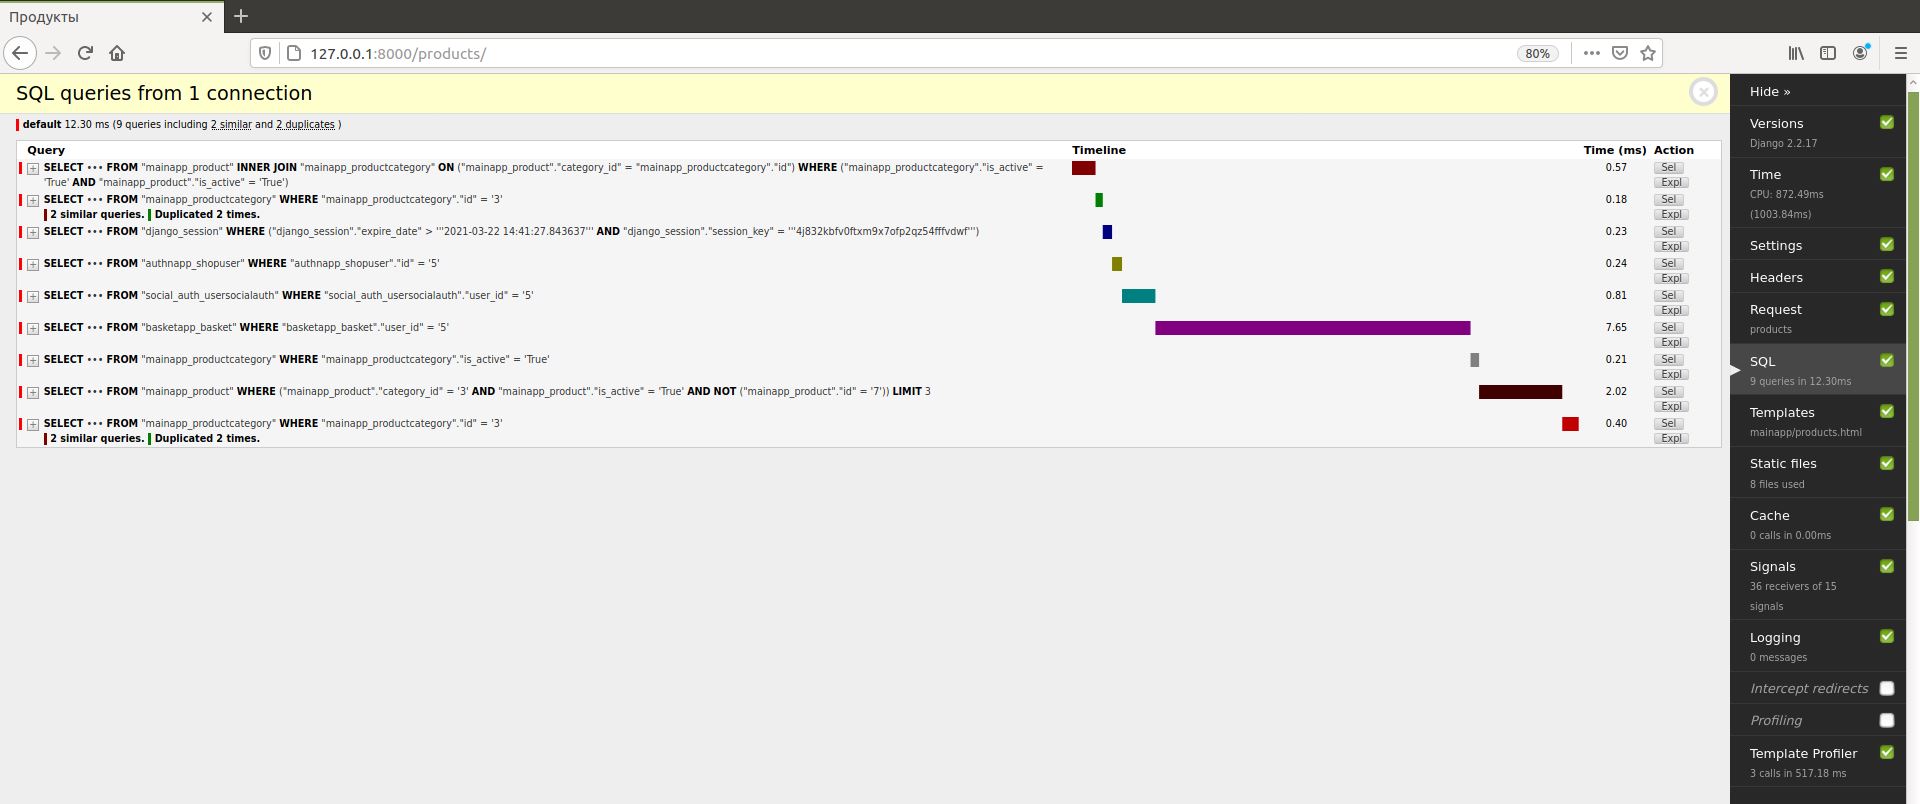 Продукты
127.0.0.1:8000/products/
80%
SQL queries from 1 connection
default 12.30 ms (9 queries including 2 similar and 2 duplicates )
Query Timeline Time (ms) Action
SELECT ••• FROM "mainapp_product" INNER JOIN "mainapp_productcategory" ON ("mainapp_product"."category_id" = "mainapp_productcategory"."id") WHERE ("mainapp_productcategory"."is_active" = 0.57 Sel
'True' AND "mainapp_product"."is_active" = 'True') Expl
SELECT ••• FROM "mainapp_productcategory" WHERE "mainapp_productcategory"."id" = '3' 0.18 Sel
2 similar queries. Duplicated 2 times. Expl
SELECT ••• FROM "django_session" WHERE ("django_session"."expire_date" > '''2021-03-22 14:41:27.843637''' AND "django_session"."session_key" = '''4j832kbfv0ftxm9x7ofp2qz54fffvdwf''') 0.23 Sel
Expl
SELECT ••• FROM "authnapp_shopuser" WHERE "authnapp_shopuser"."id" = '5' 0.24 Sel
Expl
SELECT ••• FROM "social_auth_usersocialauth" WHERE "social_auth_usersocialauth"."user_id" = '5' 0.81 Sel
Expl
SELECT ••• FROM "basketapp_basket" WHERE "basketapp_basket"."user_id" = '5' 7.65 Sel
Expl
SELECT ••• FROM "mainapp_productcategory" WHERE "mainapp_productcategory"."is_active" = 'True' 0.21 Sel
Expl
SELECT ••• FROM "mainapp_product" WHERE ("mainapp_product"."category_id" = '3' AND "mainapp_product"."is_active" = 'True' AND NOT ("mainapp_product"."id" = '7')) LIMIT 3 2.02 Sel
Expl
SELECT ••• FROM "mainapp_productcategory" WHERE "mainapp_productcategory"."id" = '3' 0.40 Sel
2 similar queries. Duplicated 2 times. Expl
Hide »
Versions
Django 2.2.17
Time
CPU: 872.49ms
(1003.84ms)
Settings
Headers
Request
products
SQL
9 queries in 12.30ms
Templates
mainapp/products.html
Static files
8 files used
Cache
0 calls in 0.00ms
Signals
36 receivers of 15
signals
Logging
0 messages
Intercept redirects
Profiling
Template Profiler
3 calls in 517.18 ms